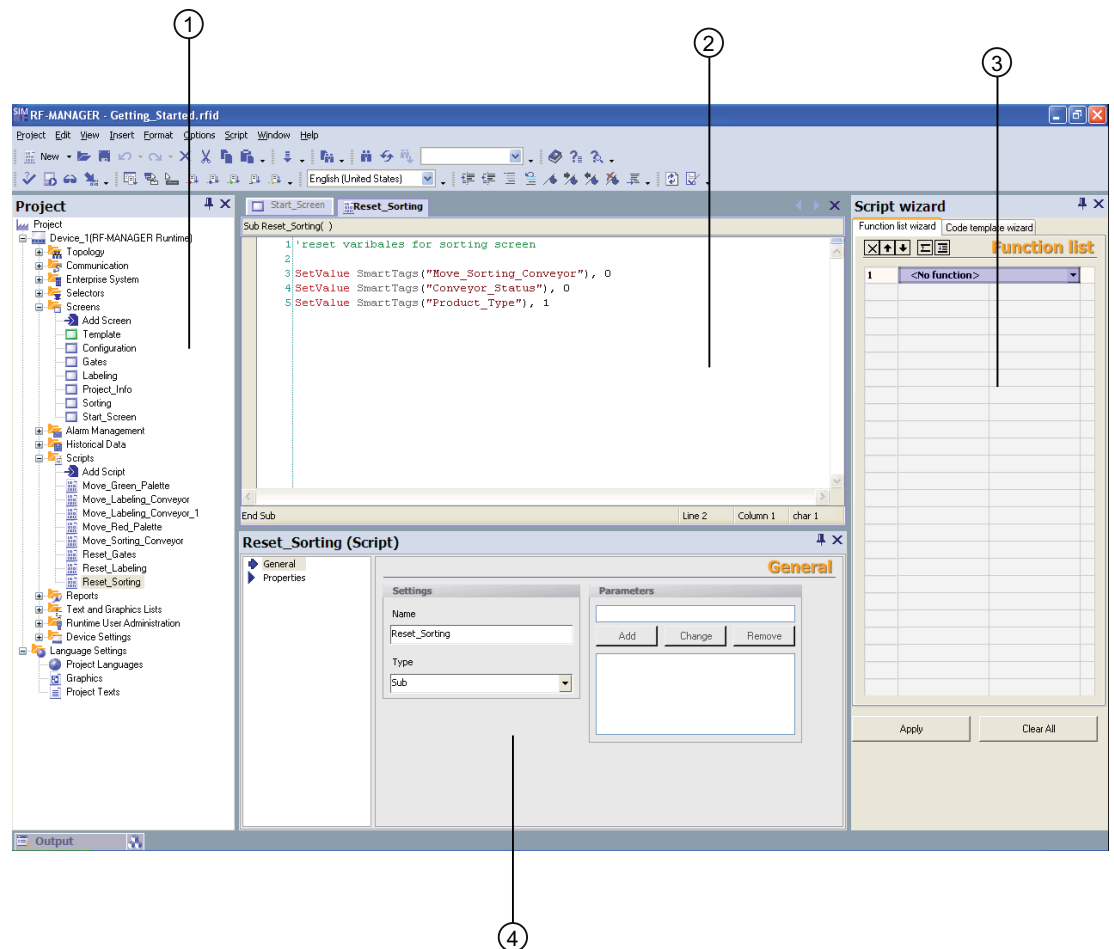 1
2
3
SIM RF-MANAGER - Getting_Started.rfid
Project Edit View Insert Format Options Script Window Help
New
English (United States)
Project
Project
Device_1(RF-MANAGER Runtime)
Topology
Communication
Enterprise System
Selectors
Screens
Add Screen
Template
Configuration
Gates
Labeling
Project_Info
Sorting
Start_Screen
Alarm Management
Historical Data
Scripts
Add Script
Move_Green_Palette
Move_Labeling_Conveyor
Move_Labeling_Conveyor_1
Move_Red_Palette
Move_Sorting_Conveyor
Reset_Gates
Reset_Labeling
Reset_Sorting
Reports
Text and Graphics Lists
Runtime User Administration
Device Settings
Language Settings
Project Languages
Graphics
Project Texts
Start_Screen Reset_Sorting
Sub Reset_Sorting( )
1 'reset varibales for sorting screen
2
3 SetValue SmartTags("Move_Sorting_Conveyor"), 0
4 SetValue SmartTags("Conveyor_Status"), 0
5 SetValue SmartTags("Product_Type"), 1
End Sub Line 2 Column 1 char 1
Reset_Sorting (Script)
General
Properties
General
Settings
Name
Reset_Sorting
Type
Sub
Parameters
Add Change Remove
Script wizard
Function list wizard Code template wizard
Function list
1 <No function>
Apply Clear All
Output
4